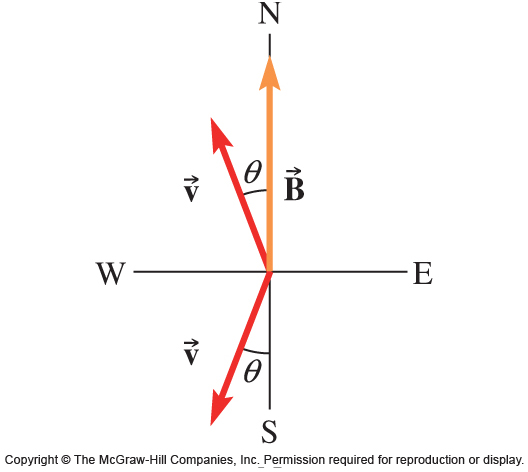 N
θ
v⃗
B⃗
W
E
v⃗
θ
S
Copyright © The McGraw-Hill Companies, Inc. Permission required for reproduction or display.